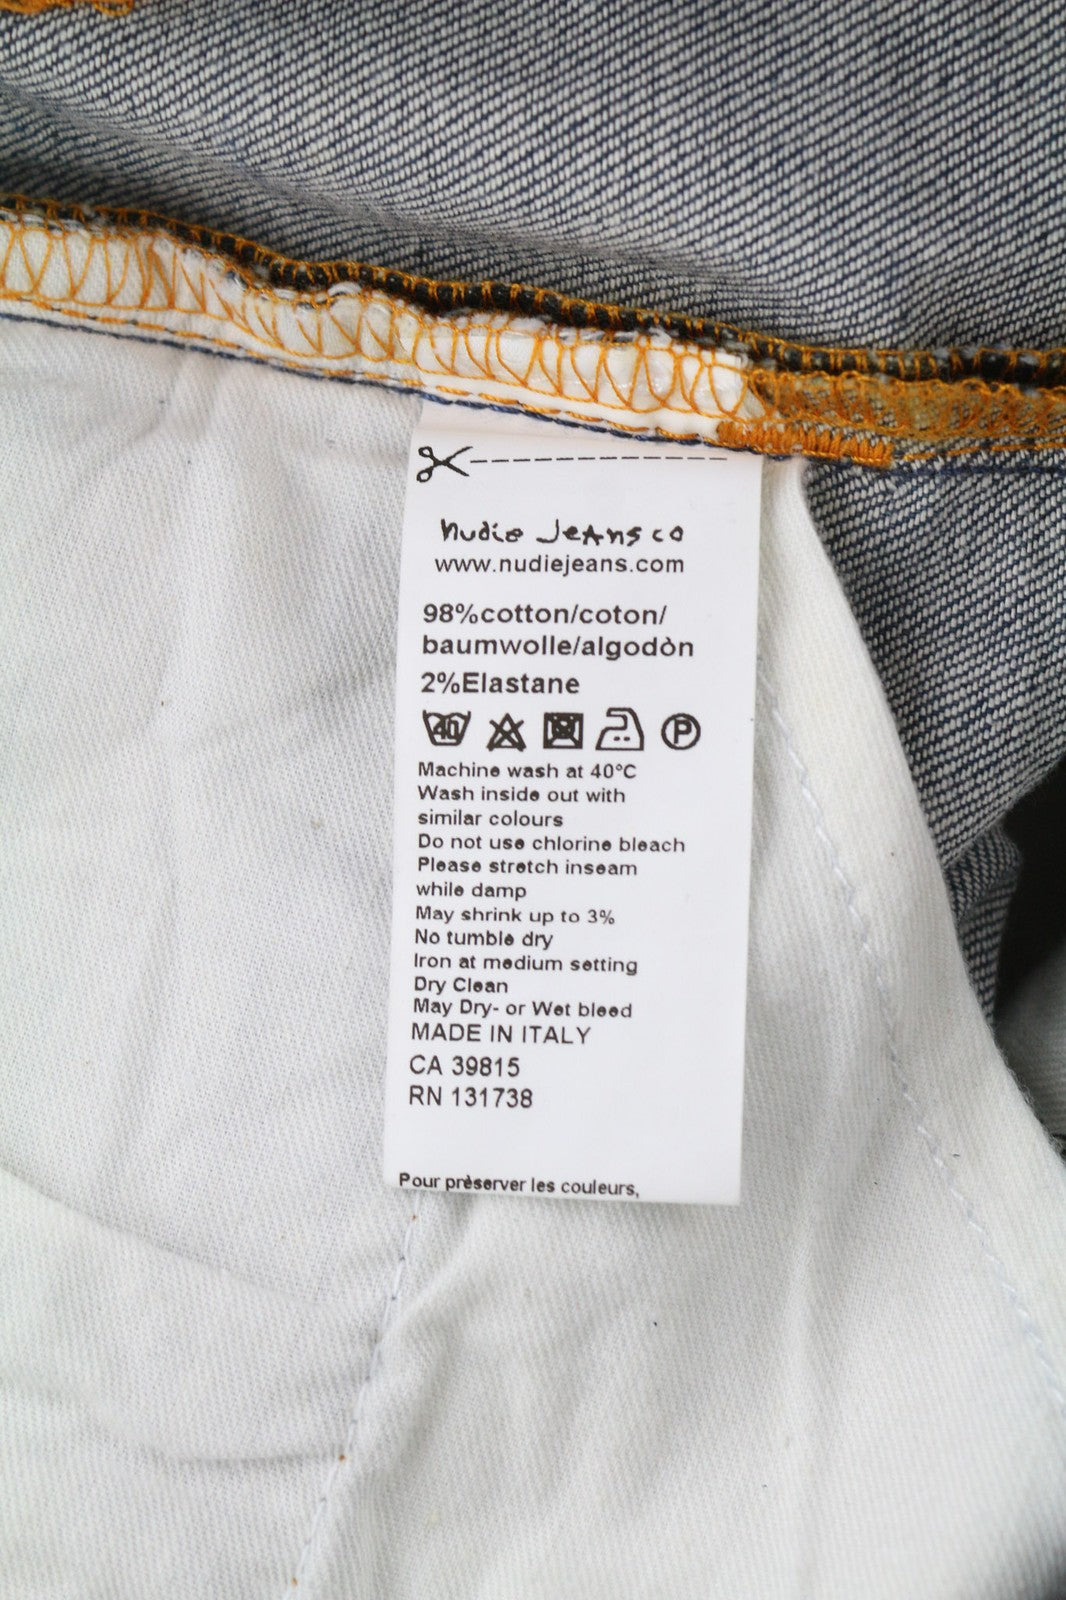 nudie Jeans co
www.nudiejeans.com
98%cotton/coton/
baumwolle/algodòn
2%Elastane
40 P
Machine wash at 40°C
Wash inside out with
similar colours
Do not use chlorine bleach
Please stretch inseam
while damp
May shrink up to 3%
No tumble dry
Iron at medium setting
Dry Clean
May Dry- or Wet bleed
MADE IN ITALY
CA 39815
RN 131738
Pour prèserver les couleurs,